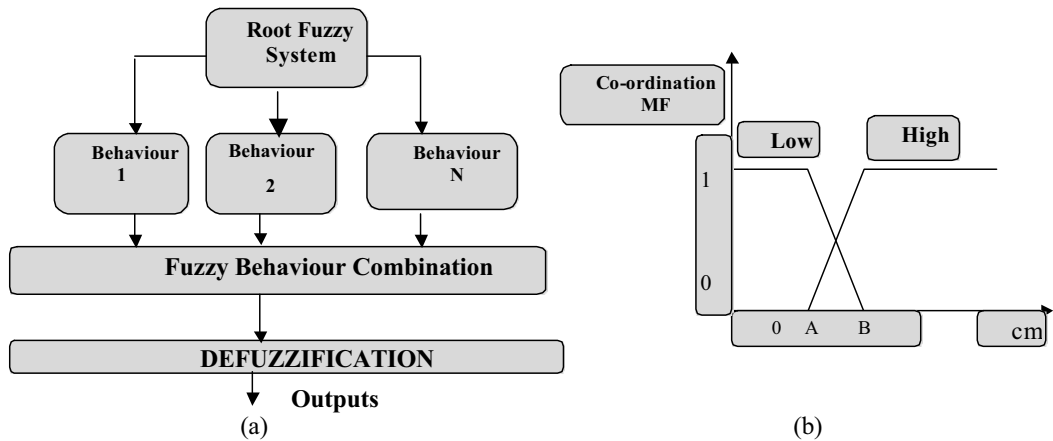 Root Fuzzy
System
Behaviour
1
Behaviour
2
Behaviour
N
Fuzzy Behaviour Combination
DEFUZZIFICATION
Outputs
(a)
Co-ordination
MF
Low
High
1
0
0 A B
cm
(b)